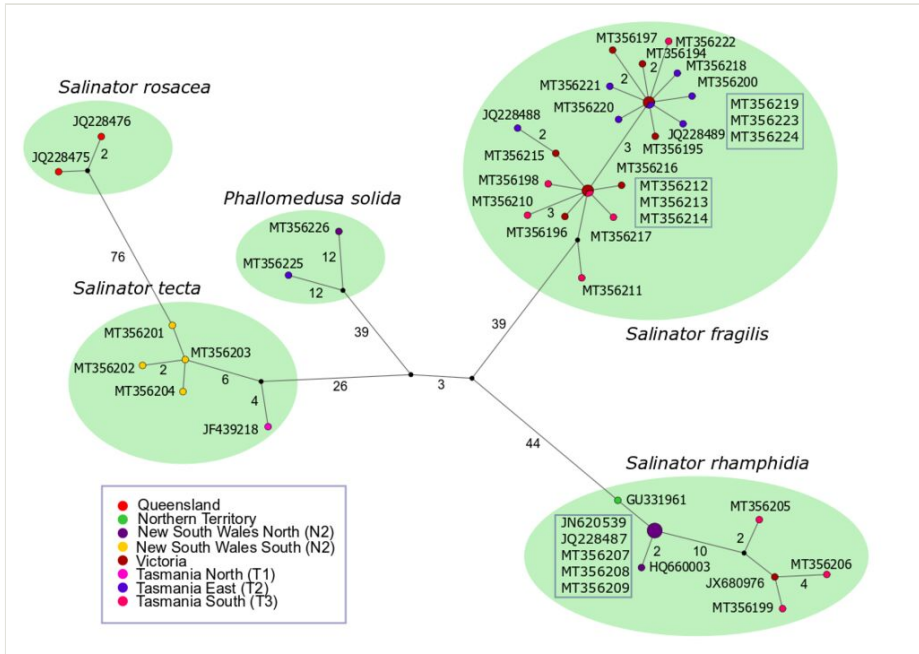 Salinator rosacea
JQ228476
2
JQ228475
76
Phallomedusa solida
MT356226
12
MT356225
12
39
Salinator tecta
MT356201
MT356203
MT356202
2
6
MT356204
4
JF439218
26
3
39
44
MT356197
MT356222
MT356194
2
2
MT356218
MT356221
MT356200
MT356220
JQ228489
MT356195
MT356219
MT356223
MT356224
JQ228488
2
3
MT356215
MT356216
MT356198
MT356210
3
MT356196
MT356217
MT356212
MT356213
MT356214
MT356211
Salinator fragilis
Salinator rhamphidia
GU331961
JN620539
JQ228487
MT356207
MT356208
MT356209
2
HQ660003
10
MT356205
2
MT356206
JX680976
4
MT356199
Queensland
Northern Territory
New South Wales North (N2)
New South Wales South (N2)
Victoria
Tasmania North (T1)
Tasmania East (T2)
Tasmania South (T3)